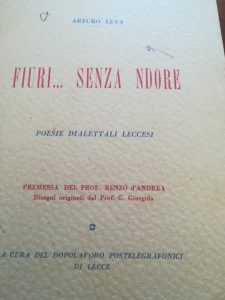 ARTURO LEVA
FIURI... SENZA NDORE
POESIE DIALETTALI LECCESI
PREMESSA DEL PROF. RENZO d'ANDREA
Disegni originali del Prof. G. Giurgola
A CURA DEL DOPOLAVORO POSTELEGRAFONICI
DI LECCE